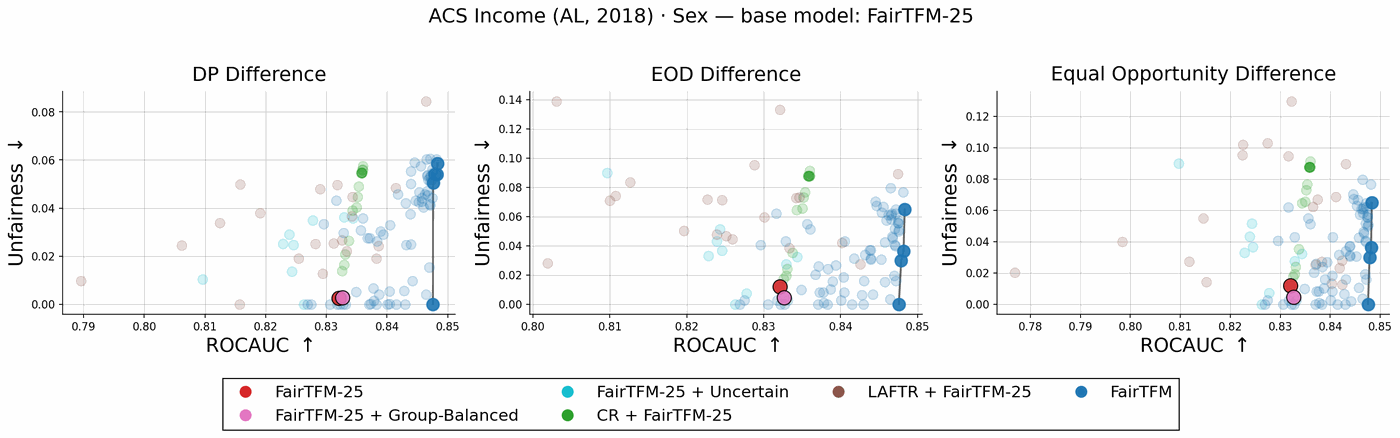 ACS Income (AL, 2018) · Sex — base model: FairTFM-25
DP Difference
Unfairness ↓
0.08
0.06
0.04
0.02
0.00
0.79 0.80 0.81 0.82 0.83 0.84 0.85
ROCAUC ↑
EOD Difference
Unfairness ↓
0.14
0.12
0.10
0.08
0.06
0.04
0.02
0.00
0.80 0.81 0.82 0.83 0.84 0.85
ROCAUC ↑
Equal Opportunity Difference
Unfairness ↓
0.12
0.10
0.08
0.06
0.04
0.02
0.00
0.78 0.79 0.80 0.81 0.82 0.83 0.84 0.85
ROCAUC ↑
FairTFM-25
FairTFM-25 + Group-Balanced
FairTFM-25 + Uncertain
CR + FairTFM-25
LAFTR + FairTFM-25
FairTFM